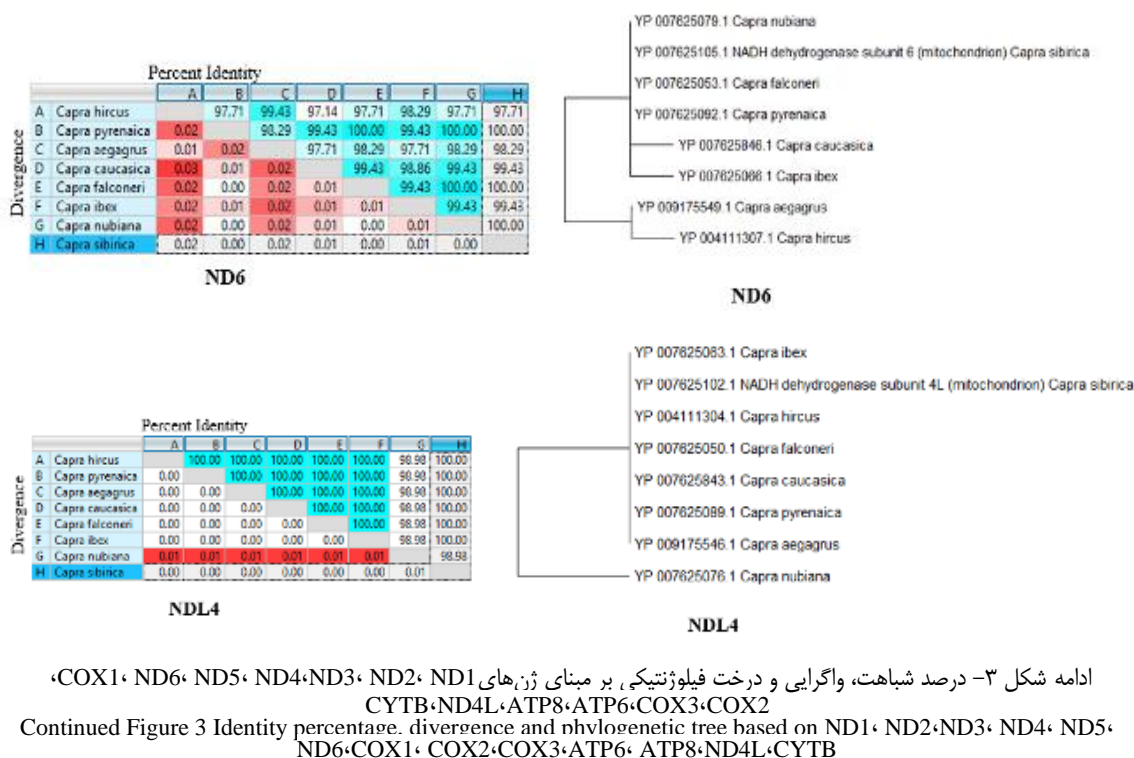 Percent Identity
A B C D E F G H
A Capra hircus 97.71 99.43 97.14 97.71 98.29 97.71 97.71
B Capra pyrenaica 0.02 98.29 99.43 100.00 99.43 100.00 100.00
C Capra aegagrus 0.01 0.02 97.71 98.29 97.71 98.29 98.29
D Capra caucasica 0.03 0.01 0.02 99.43 98.86 99.43 99.43
E Capra falconeri 0.02 0.00 0.02 0.01 99.43 100.00 100.00
F Capra ibex 0.02 0.01 0.02 0.01 0.01 99.43 99.43
G Capra nubiana 0.02 0.00 0.02 0.01 0.00 0.01 100.00
H Capra sibirica 0.02 0.00 0.02 0.01 0.00 0.01 0.00
Divergence
ND6
YP 007625079.1 Capra nubiana
YP 007625105.1 NADH dehydrogenase subunit 6 (mitochondrion) Capra sibirica
YP 007625053.1 Capra falconeri
YP 007625092.1 Capra pyrenaica
YP 007625846.1 Capra caucasica
YP 007625066.1 Capra ibex
YP 009175549.1 Capra aegagrus
YP 004111307.1 Capra hircus
ND6
Percent Identity
A B C D E F G H
A Capra hircus 100.00 100.00 100.00 100.00 100.00 98.98 100.00
B Capra pyrenaica 0.00 100.00 100.00 100.00 100.00 98.98 100.00
C Capra aegagrus 0.00 0.00 100.00 100.00 100.00 98.98 100.00
D Capra caucasica 0.00 0.00 0.00 100.00 100.00 98.98 100.00
E Capra falconeri 0.00 0.00 0.00 0.00 100.00 98.98 100.00
F Capra ibex 0.00 0.00 0.00 0.00 0.00 98.98 100.00
G Capra nubiana 0.01 0.01 0.01 0.01 0.01 0.01 98.98
H Capra sibirica 0.00 0.00 0.00 0.00 0.00 0.00 0.01
Divergence
NDL4
YP 007625063.1 Capra ibex
YP 007625102.1 NADH dehydrogenase subunit 4L (mitochondrion) Capra sibirica
YP 004111304.1 Capra hircus
YP 007625050.1 Capra falconeri
YP 007625843.1 Capra caucasica
YP 007625089.1 Capra pyrenaica
YP 009175546.1 Capra aegagrus
YP 007625076.1 Capra nubiana
NDL4
ادامه شکل ۳- درصد شباهت، واگرایی و درخت فیلوژنتیکی بر مبنای ژن‌های ND1 ،ND2 ،ND3،ND4 ،ND5 ،ND6 ،COX1،
COX2،COX3،ATP6،ATP8،ND4L،CYTB
Continued Figure 3 Identity percentage, divergence and phylogenetic tree based on ND1، ND2،ND3، ND4، ND5،
ND6،COX1، COX2،COX3،ATP6، ATP8،ND4L،CYTB